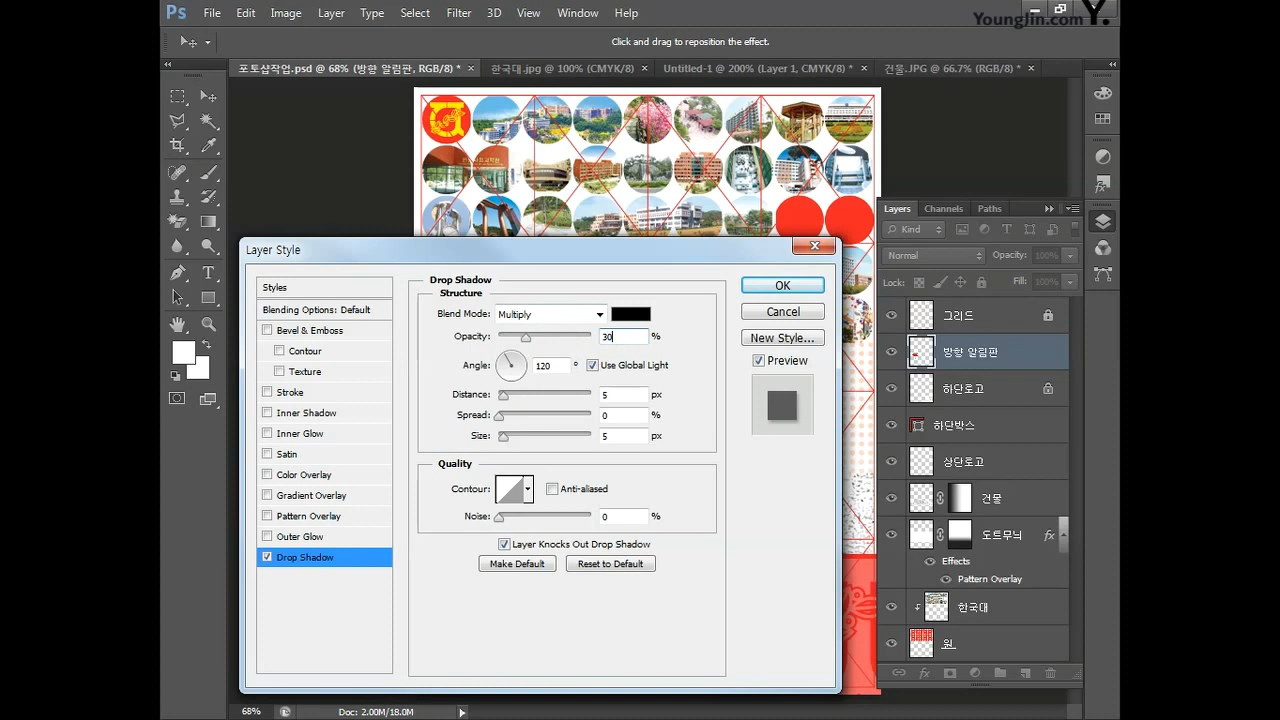 Ps File Edit Image Layer Type Select Filter 3D View Window Help
YoungJin.com Y.
Click and drag to reposition the effect.
포토샵작업.psd @ 68% (방향 알림판, RGB/8) * ×
한국대.jpg @ 100% (CMYK/8) ×
Untitled-1 @ 200% (Layer 1, CMYK/8) * ×
건물.JPG @ 66.7% (RGB/8) * ×
Layer Style
Styles
Blending Options: Default
Bevel & Emboss
Contour
Texture
Stroke
Inner Shadow
Inner Glow
Satin
Color Overlay
Gradient Overlay
Pattern Overlay
Outer Glow
Drop Shadow
Drop Shadow
Structure
Blend Mode: Multiply
Opacity: 30 %
Angle: 120 ° Use Global Light
Distance: 5 px
Spread: 0 %
Size: 5 px
Quality
Contour: Anti-aliased
Noise: 0 %
Layer Knocks Out Drop Shadow
Make Default Reset to Default
OK
Cancel
New Style...
Preview
Layers Channels Paths
Kind
Normal Opacity: 100%
Lock: Fill: 100%
그리드
방향 알림판
하단로고
하단박스
상단로고
건물
도트무늬 fx
Effects
Pattern Overlay
한국대
원
68% Doc: 2.00M/18.0M